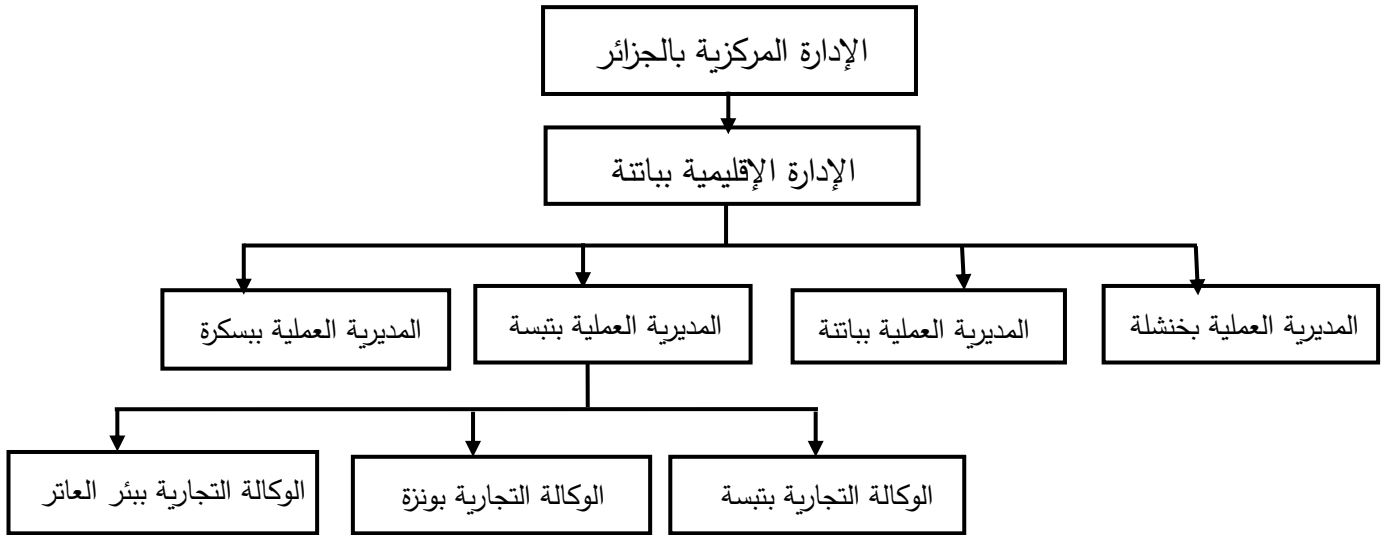 الإدارة المركزية بالجزائر
الإدارة الإقليمية بباتنة
المديرية العملية بخنشلة
المديرية العملية بباتنة
المديرية العملية بتبسة
المديرية العملية ببسكرة
الوكالة التجارية بتبسة
الوكالة التجارية بونزة
الوكالة التجارية ببئر العاتر